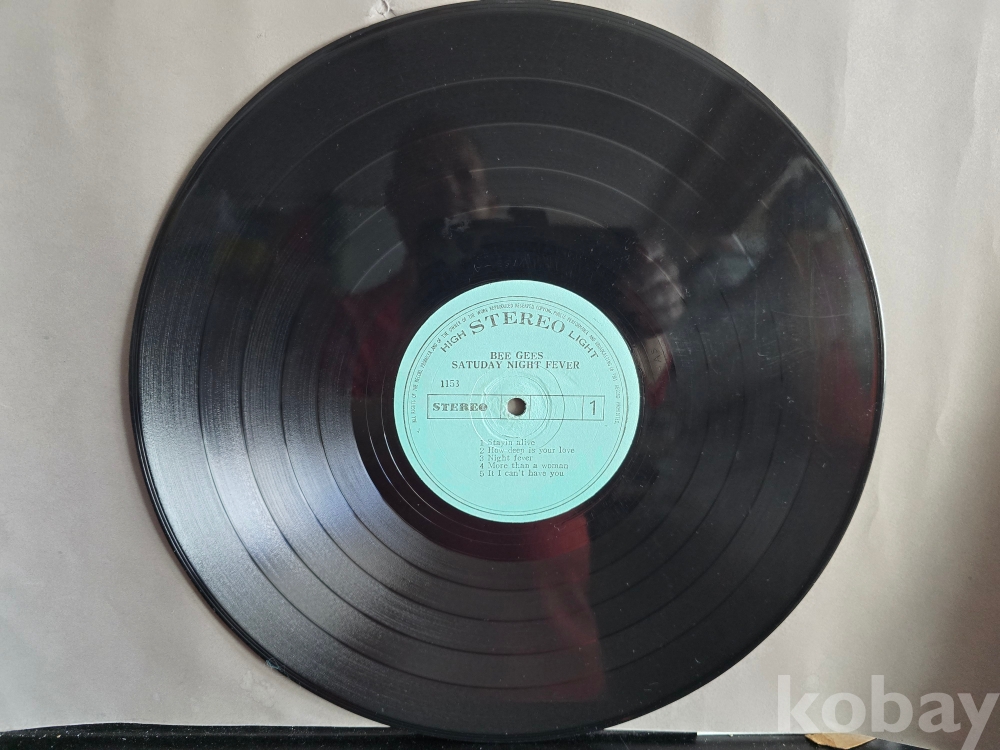 HIGH STEREO LIGHT
BEE GEES
SATUDAY NIGHT FEVER
1153
STEREO 1
1 Stayin alive
2 How deep is your love
3 Night fever
4 More than a woman
5 If I can't have you
kobay